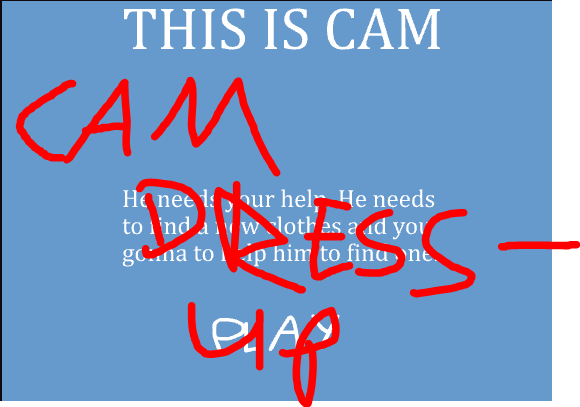 THIS IS CAM
CAM
He needs your help. He needs
to find a new clothes and you
gonna to help him to find one.
DRESS-
UP
PLAY